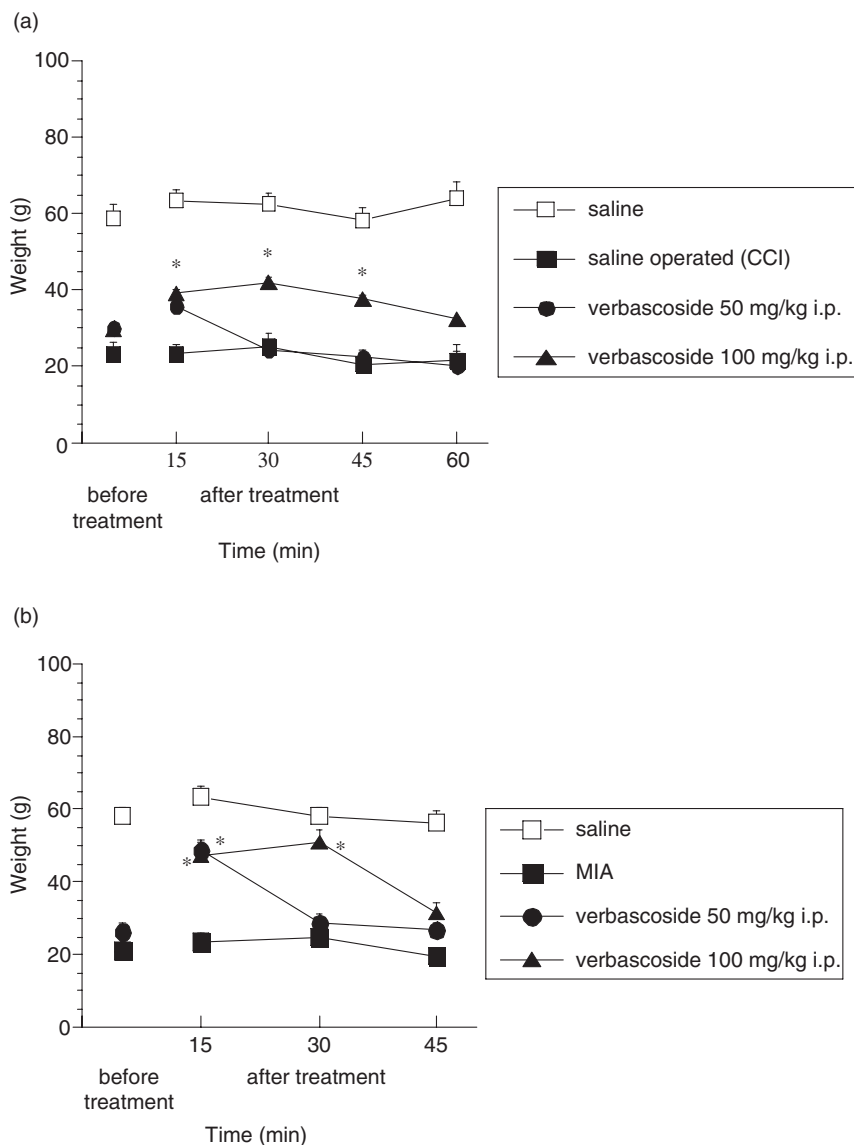 (a)
100
80
60
40
20
0
Weight (g)
15 30 45 60
before treatment
after treatment
Time (min)
saline
saline operated (CCI)
verbascoside 50 mg/kg i.p.
verbascoside 100 mg/kg i.p.
* * *
(b)
100
80
60
40
20
0
Weight (g)
15 30 45
before treatment
after treatment
Time (min)
saline
MIA
verbascoside 50 mg/kg i.p.
verbascoside 100 mg/kg i.p.
* * *